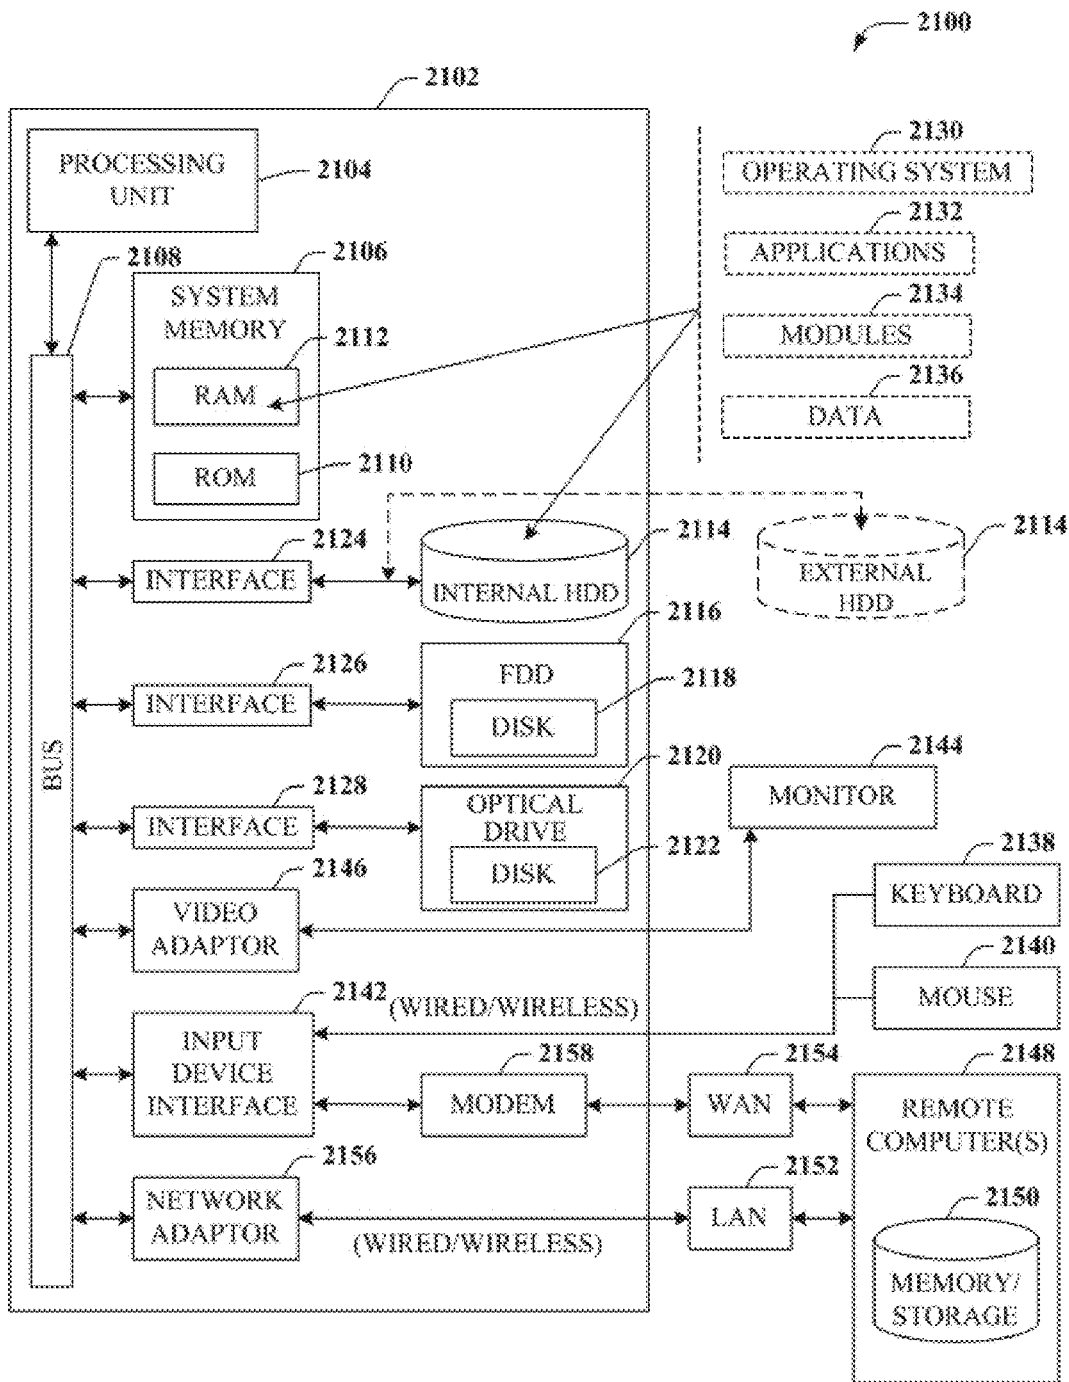 2100
2102
PROCESSING
UNIT
2104
2130
OPERATING SYSTEM
2132
APPLICATIONS
2134
MODULES
2136
DATA
2108
2106
SYSTEM
MEMORY
2112
RAM
ROM
2110
2124
INTERFACE
INTERNAL HDD
2114
EXTERNAL
HDD
2114
2126
INTERFACE
2116
FDD
2118
DISK
BUS
2128
INTERFACE
2120
OPTICAL
DRIVE
2122
DISK
2144
MONITOR
2146
VIDEO
ADAPTOR
2138
KEYBOARD
2140
MOUSE
2142
(WIRED/WIRELESS)
INPUT
DEVICE
INTERFACE
2158
MODEM
2154
WAN
2148
REMOTE
COMPUTER(S)
2156
NETWORK
ADAPTOR
(WIRED/WIRELESS)
2152
LAN
2150
MEMORY/
STORAGE